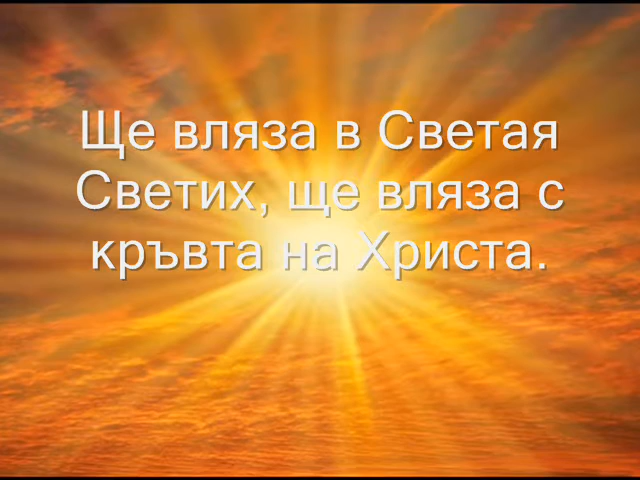 Ще вляза в Светая
Светих, ще вляза с
кръвта на Христа.